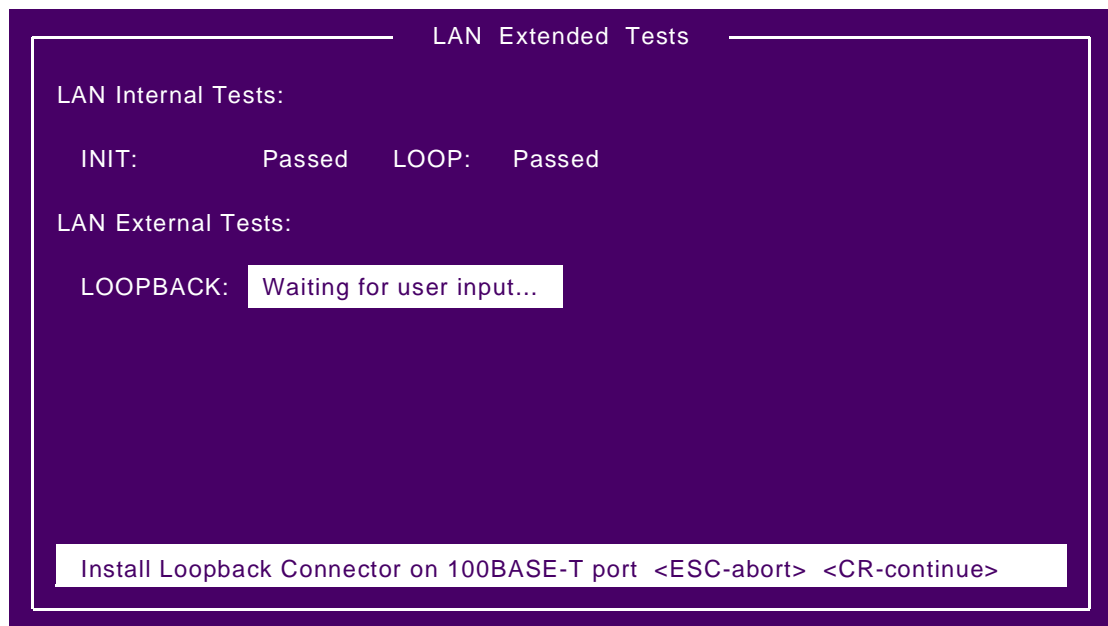 LAN Extended Tests
LAN Internal Tests:
INIT: Passed LOOP: Passed
LAN External Tests:
LOOPBACK: Waiting for user input...
Install Loopback Connector on 100BASE-T port <ESC-abort> <CR-continue>